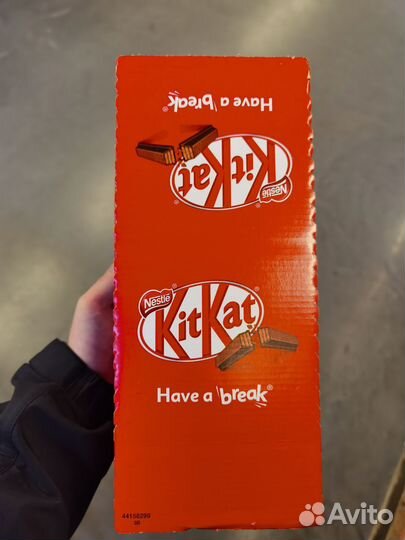 Have a break®
KitKat
Nestlé
Nestlé
KitKat
Have a break®
44158299
Avito